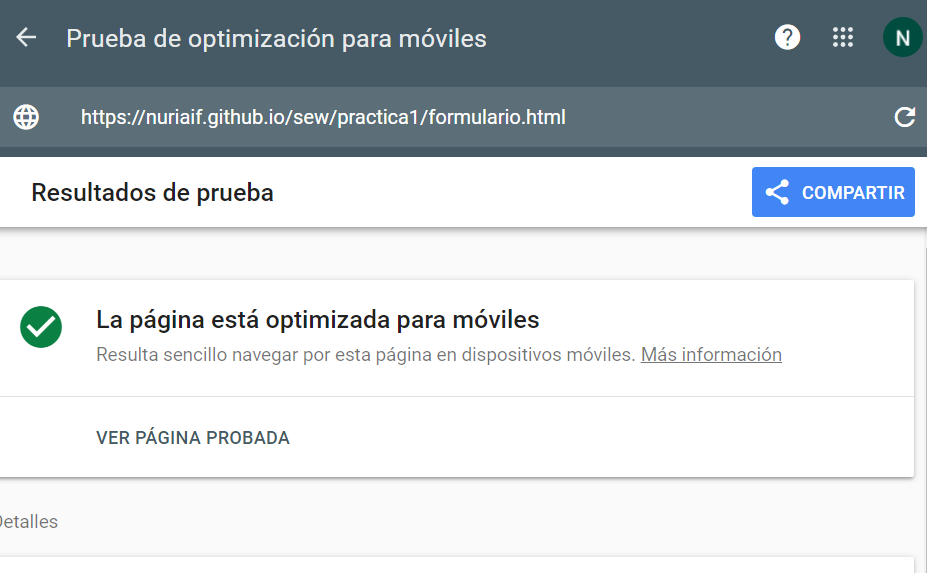 Prueba de optimización para móviles
?
N
https://nuriaif.github.io/sew/practica1/formulario.html
Resultados de prueba
COMPARTIR
La página está optimizada para móviles
Resulta sencillo navegar por esta página en dispositivos móviles. Más información
VER PÁGINA PROBADA
Detalles